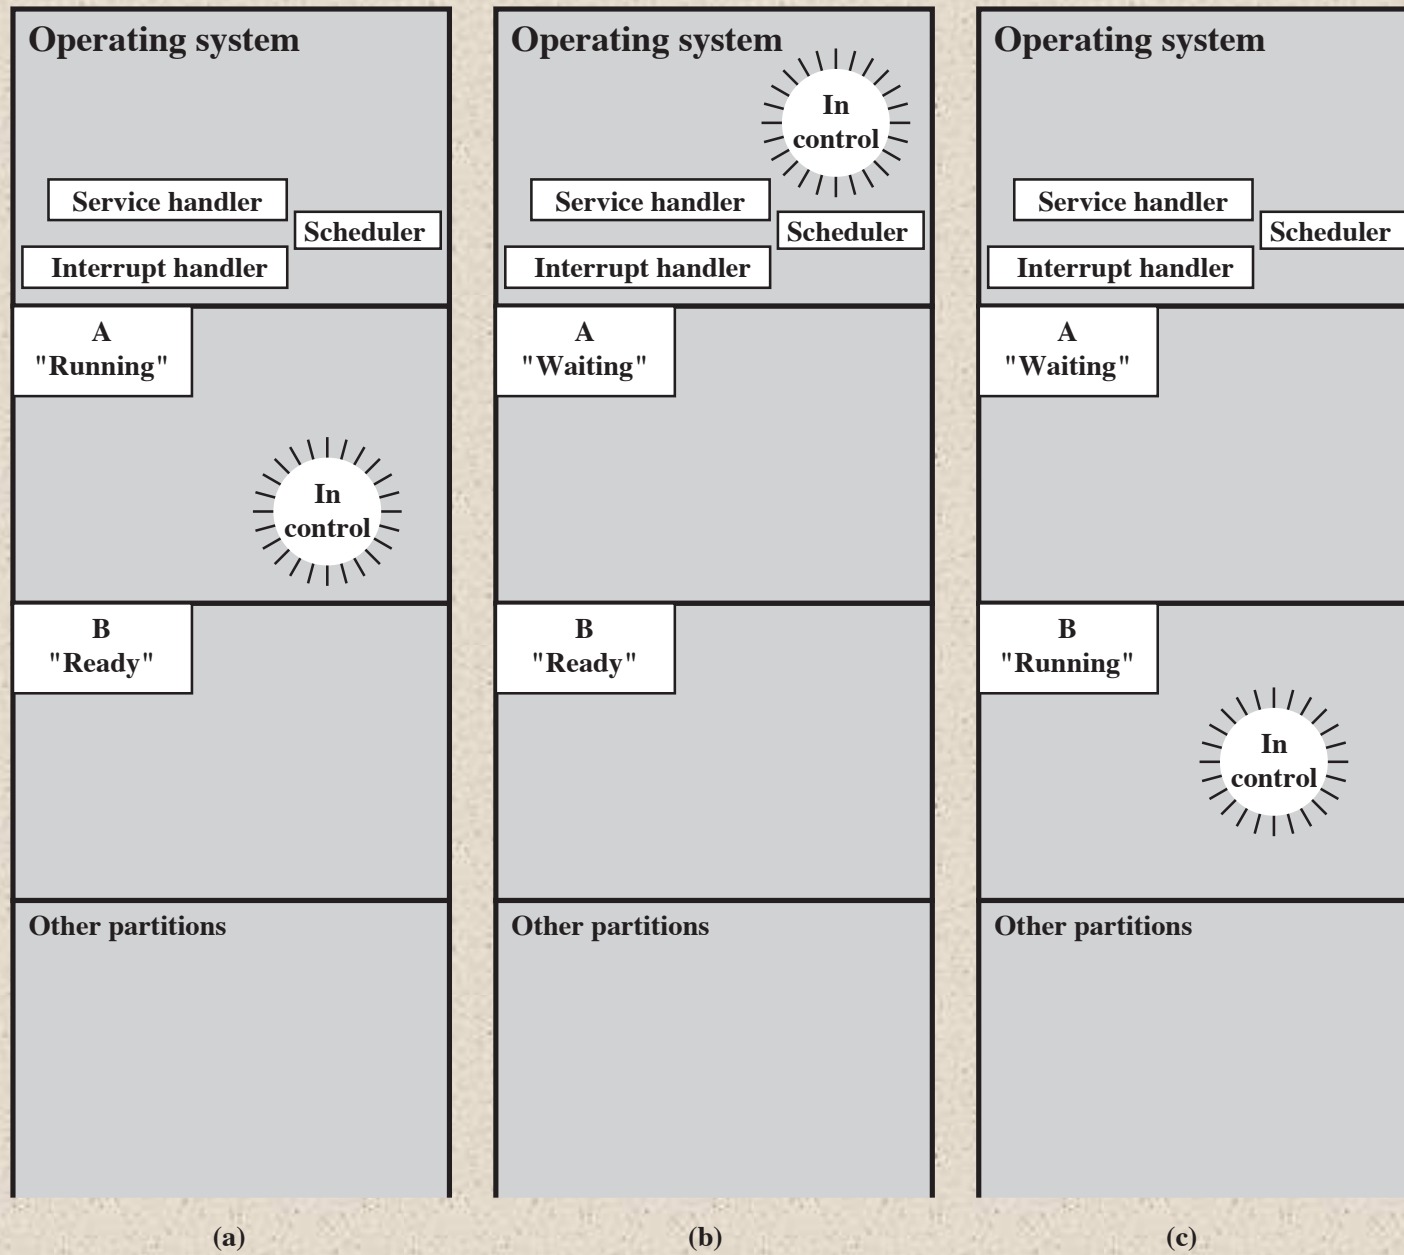 Operating system
Service handler
Scheduler
Interrupt handler
A
"Running"
In
control
B
"Ready"
Other partitions
(a)
Operating system
In
control
Service handler
Scheduler
Interrupt handler
A
"Waiting"
B
"Ready"
Other partitions
(b)
Operating system
Service handler
Scheduler
Interrupt handler
A
"Waiting"
B
"Running"
In
control
Other partitions
(c)